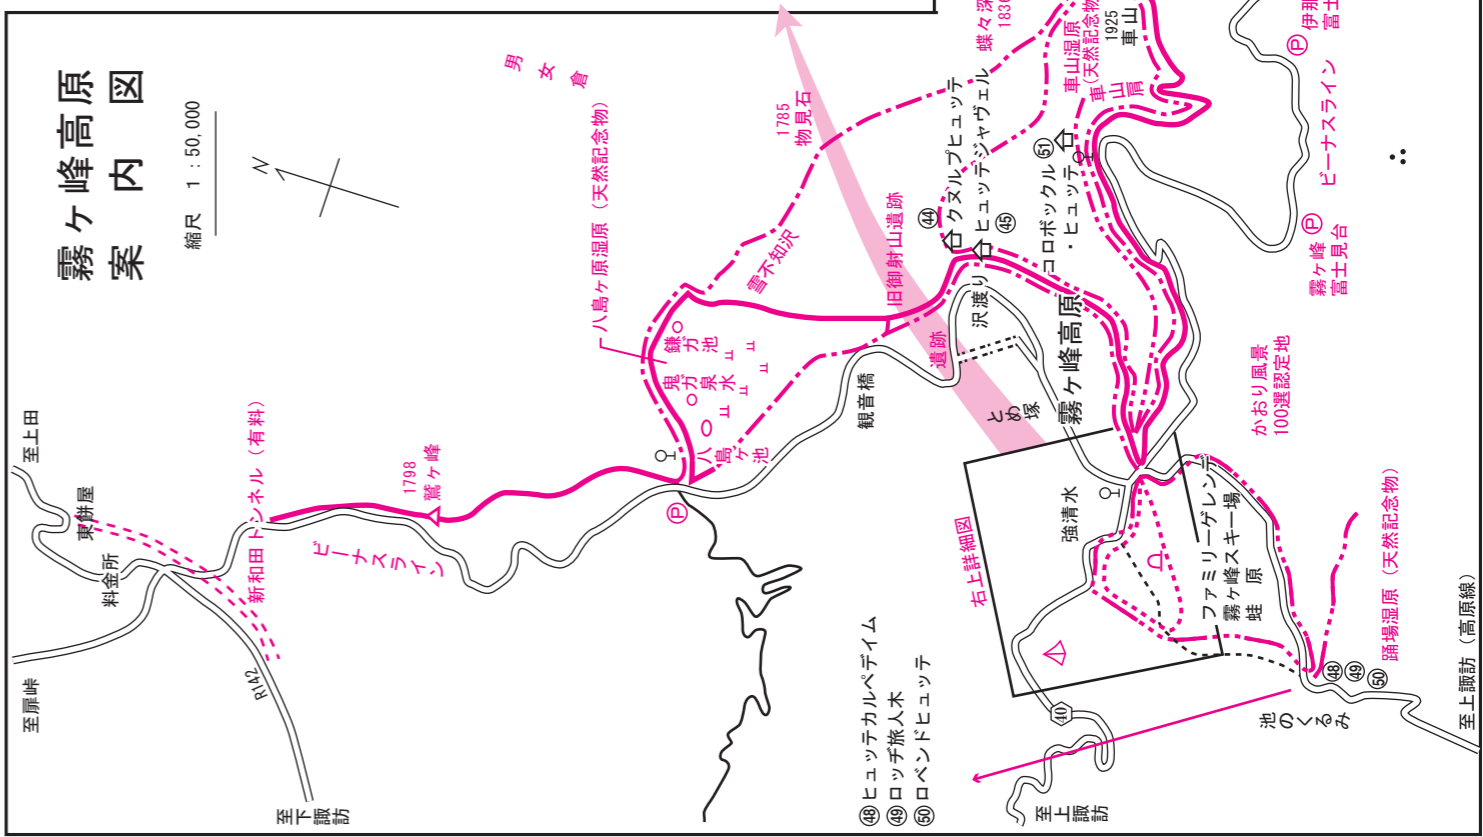 霧ヶ峰高原
案内図
縮尺 1:50,000
N
男女倉
八島ヶ原湿原(天然記念物)
1785
物見石
蝶々深
1836
車山湿原
(天然記念物)
1925
車山
車山肩
伊那
富士
Ⓟ
ビーナスライン
霧ヶ峰
富士見台
Ⓟ
㊹
クヌルプヒュッテ
ヒュッテジャヴェル
㊺
コロボックル
・ヒュッテ
51
雪不知沢
旧御射山遺跡
沢渡り
遺跡
霧ヶ峰高原
鎌ガ池
鬼ガ泉水
八島ヶ池
観音橋
とめ塚
かおり風景
100選認定地
至上田
東餅屋
新和田トンネル(有料)
1798
鷲ヶ峰
料金所
ビーナスライン
至扉峠
R142
至下諏訪
Ⓟ
右上詳細図
強清水
ファミリーゲレンデ
霧ヶ峰スキー場
蛙原
踊場湿原(天然記念物)
㊽ヒュッテカルペデイム
㊾ロッヂ旅人木
㊿ロベンドヒュッテ
40
至上諏訪
池のくるみ
㊽
㊾
㊿
至上諏訪(高原線)